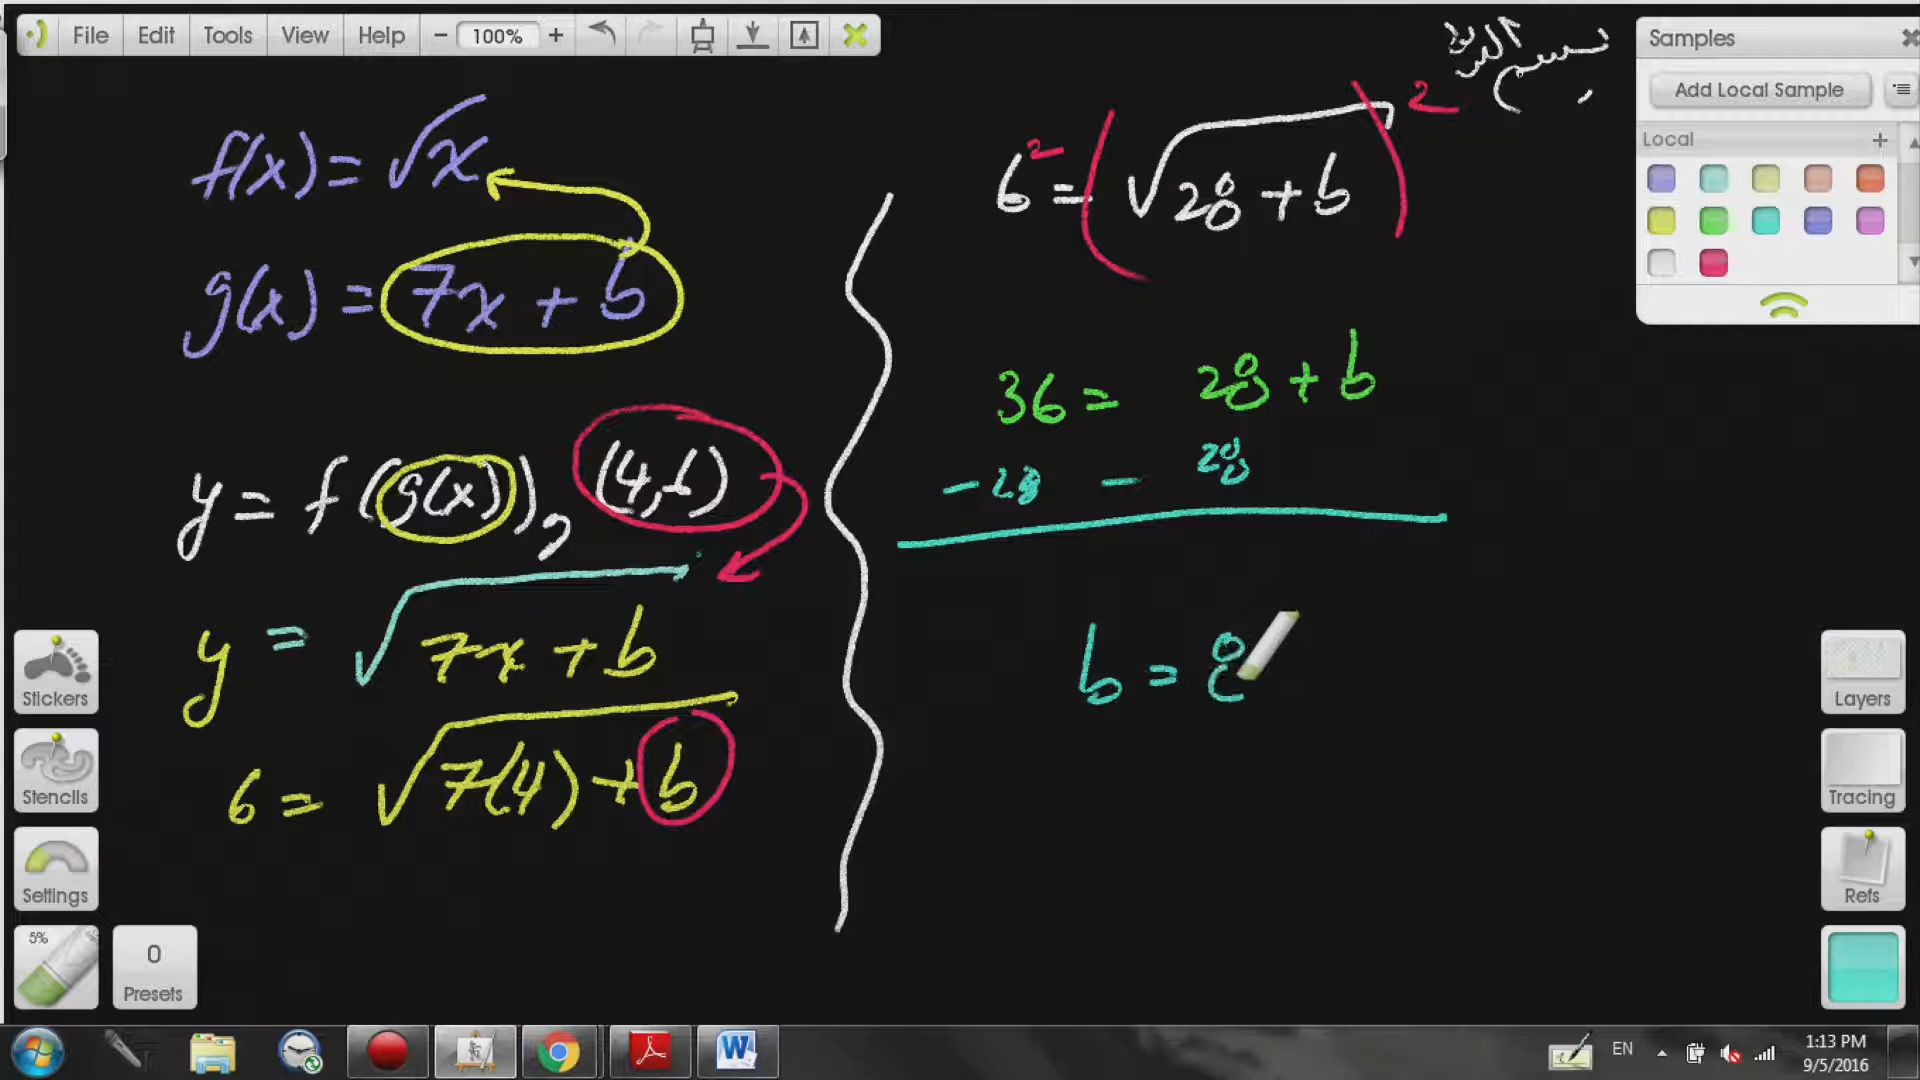 File Edit Tools View Help − 100% +
Samples
Add Local Sample
Local
f(x) = √x
g(x) = 7x + b
y = f(g(x)), (4,6)
y = √7x + b
6 = √7(4) + b
بسم الله
6² = (√28 + b)²
36 = 28 + b
- 28 - 28
b = 8
Stickers
Stencils
Settings
5%
0
Presets
Layers
Tracing
Refs
EN
1:13 PM
9/5/2016